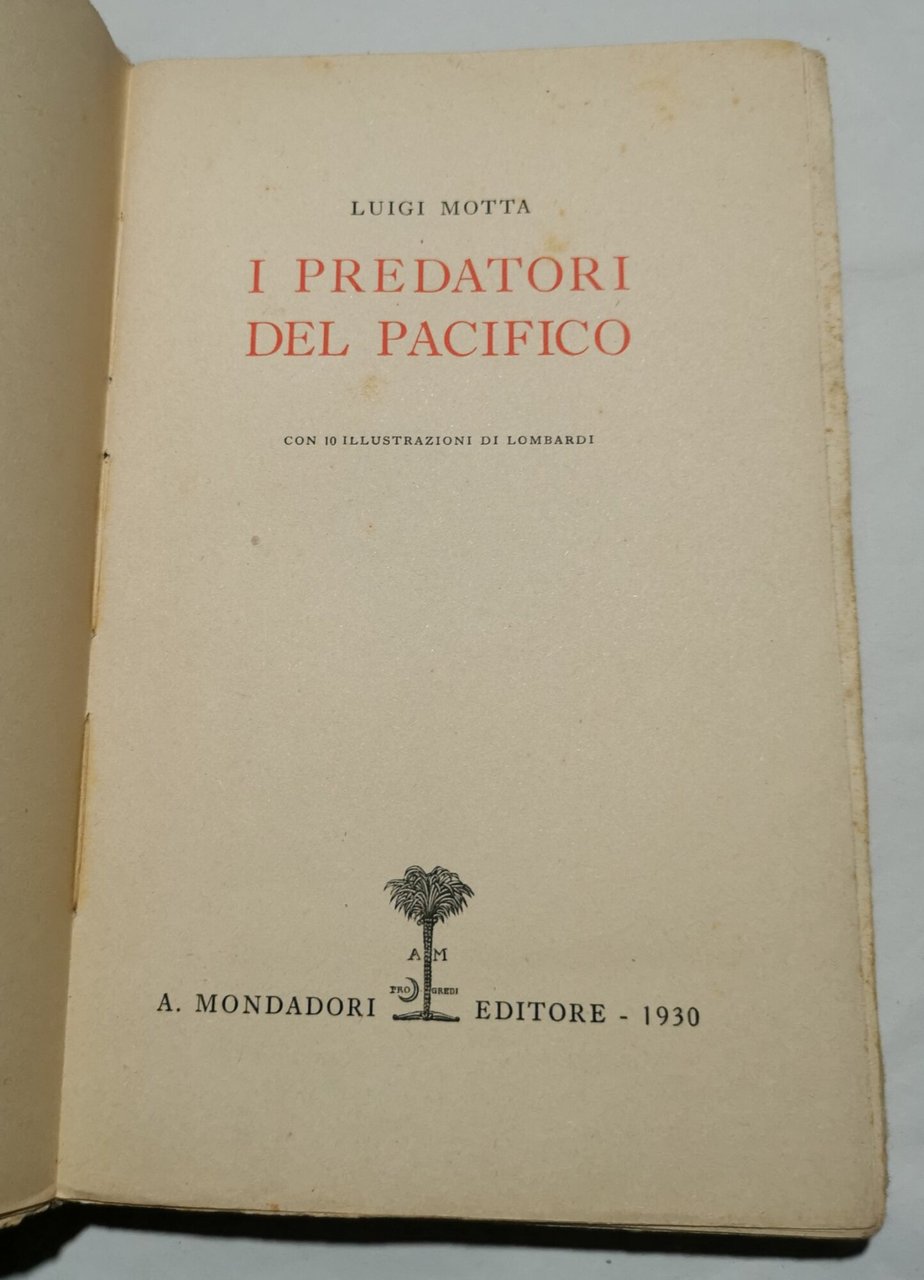 LUIGI MOTTA
I PREDATORI
DEL PACIFICO
CON 10 ILLUSTRAZIONI DI LOMBARDI
A M
PRO GREDI
A. MONDADORI EDITORE - 1930